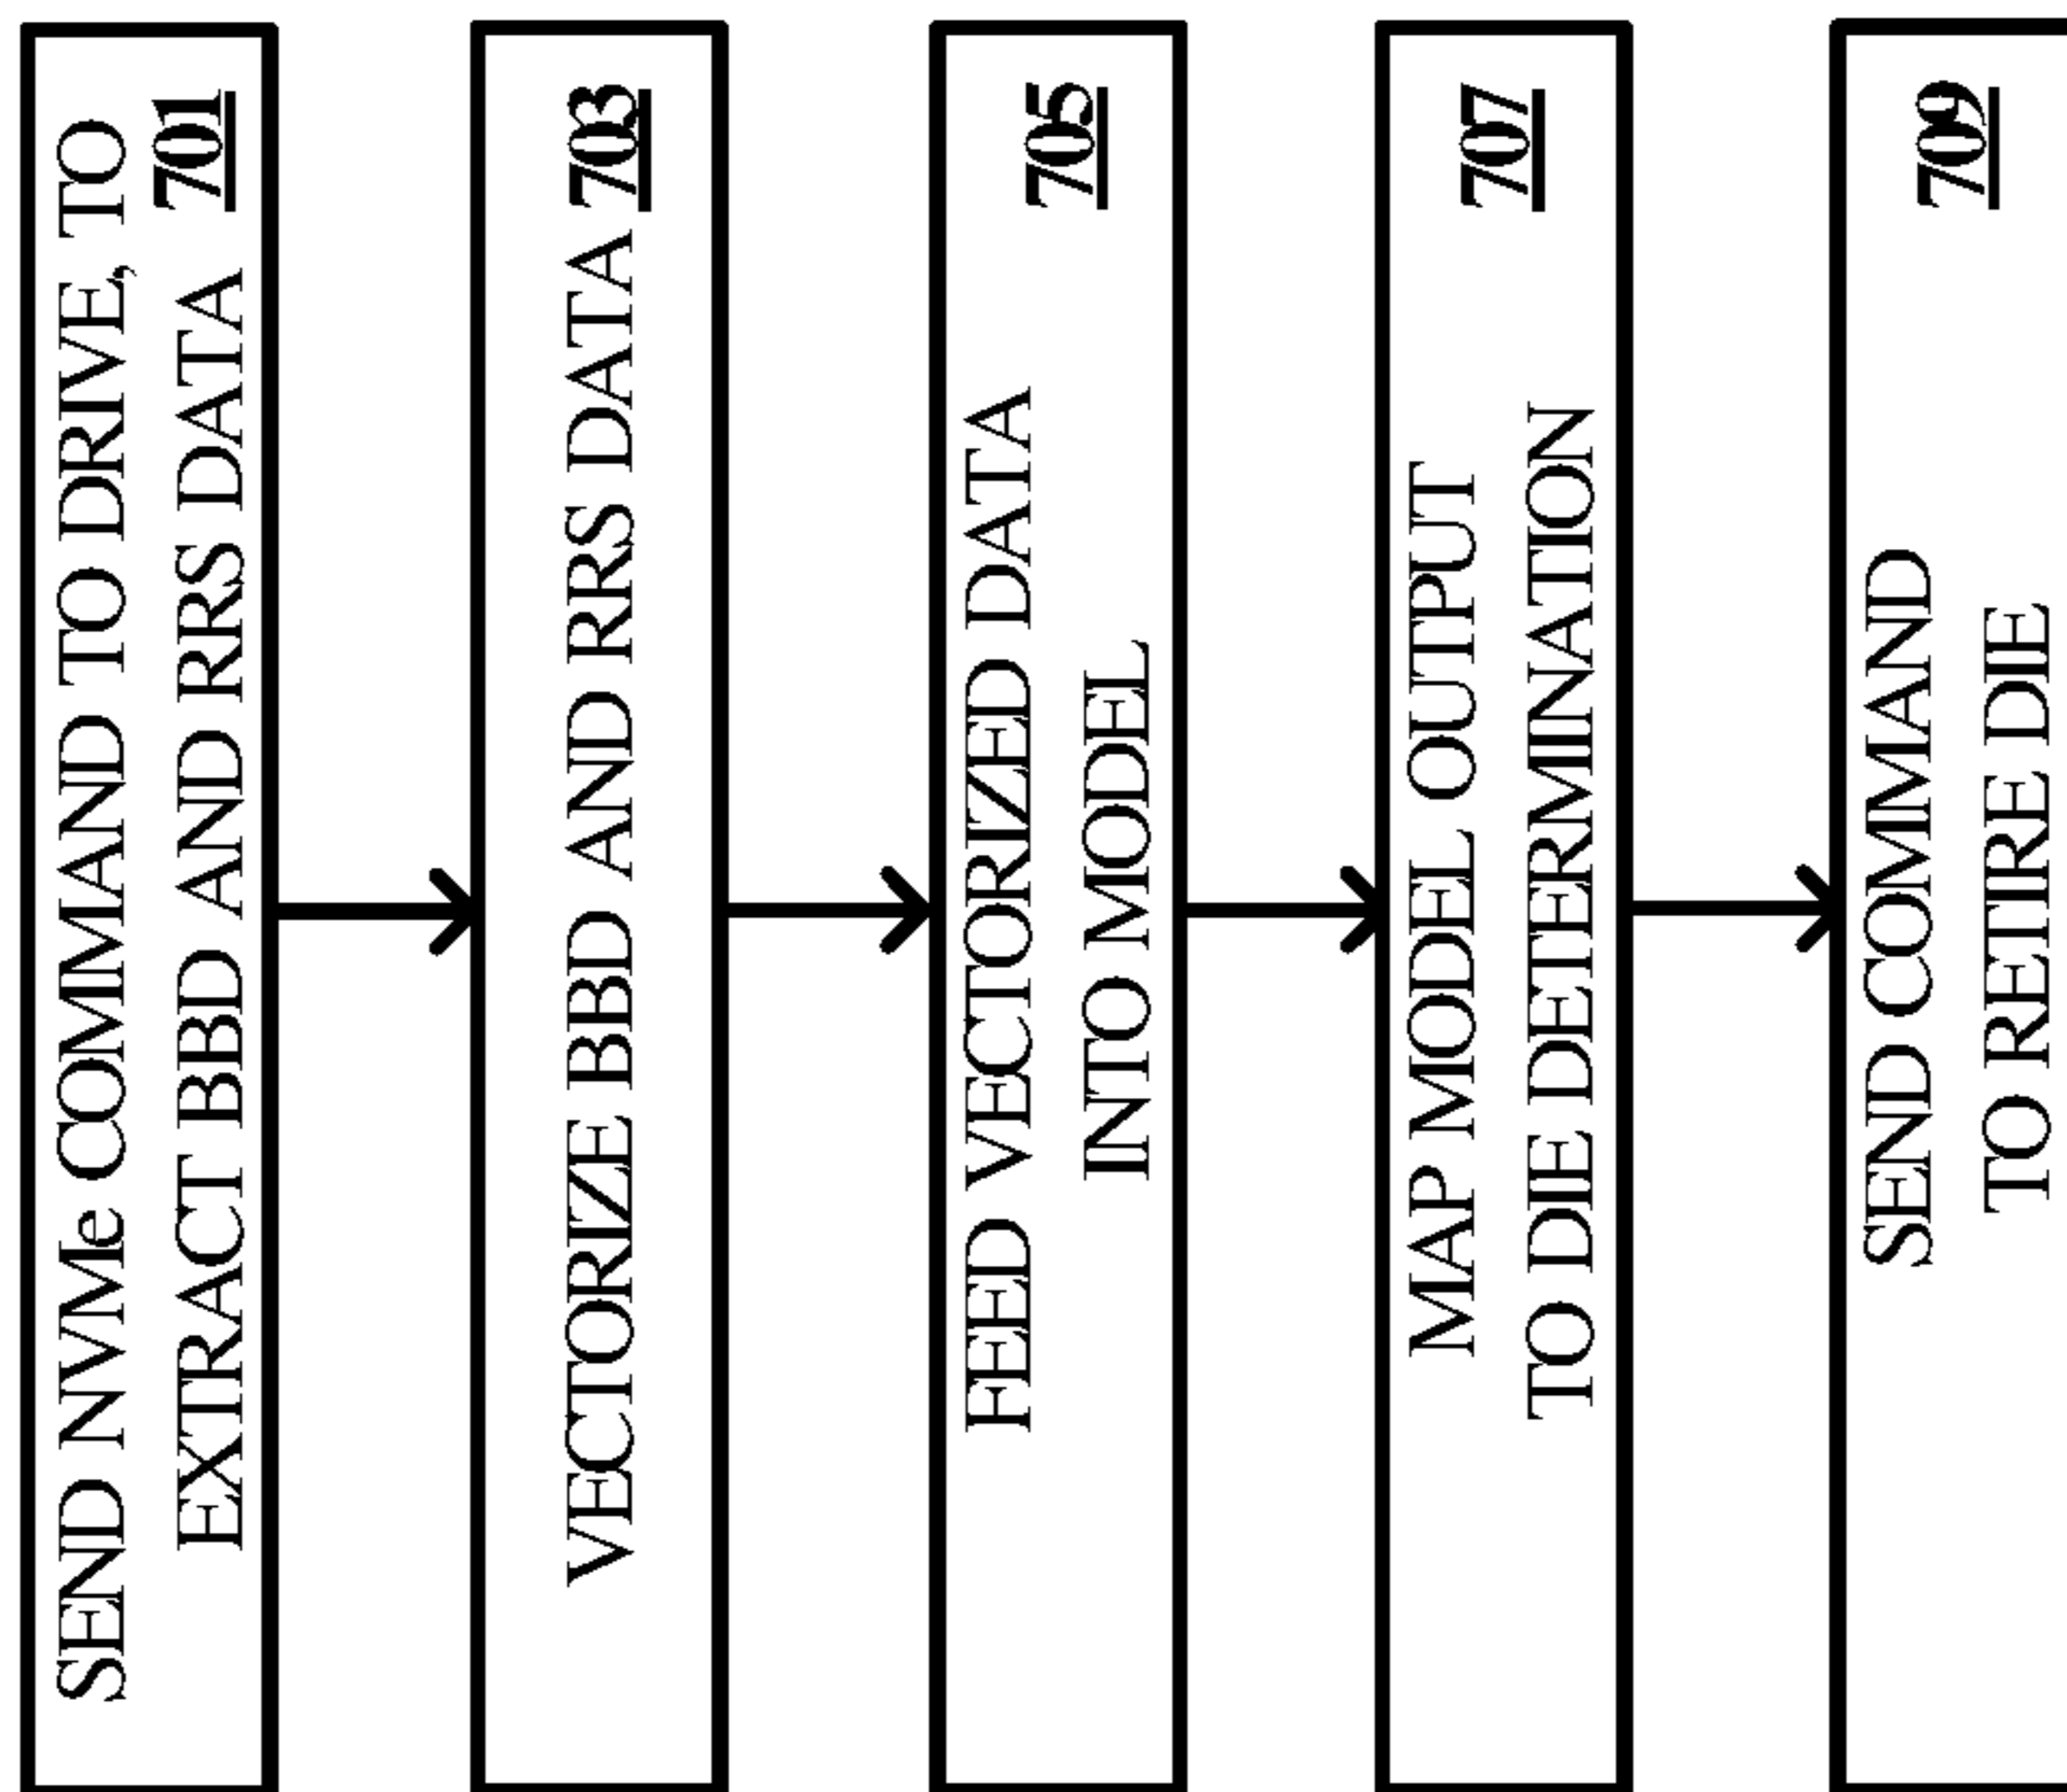 SEND NVMe COMMAND TO DRIVE, TO
EXTRACT BBD AND RRS DATA 701
VECTORIZE BBD AND RRS DATA 703
FEED VECTORIZED DATA
INTO MODEL
705
MAP MODEL OUTPUT
TO DIE DETERMINATION
707
SEND COMMAND
TO RETIRE DIE
709